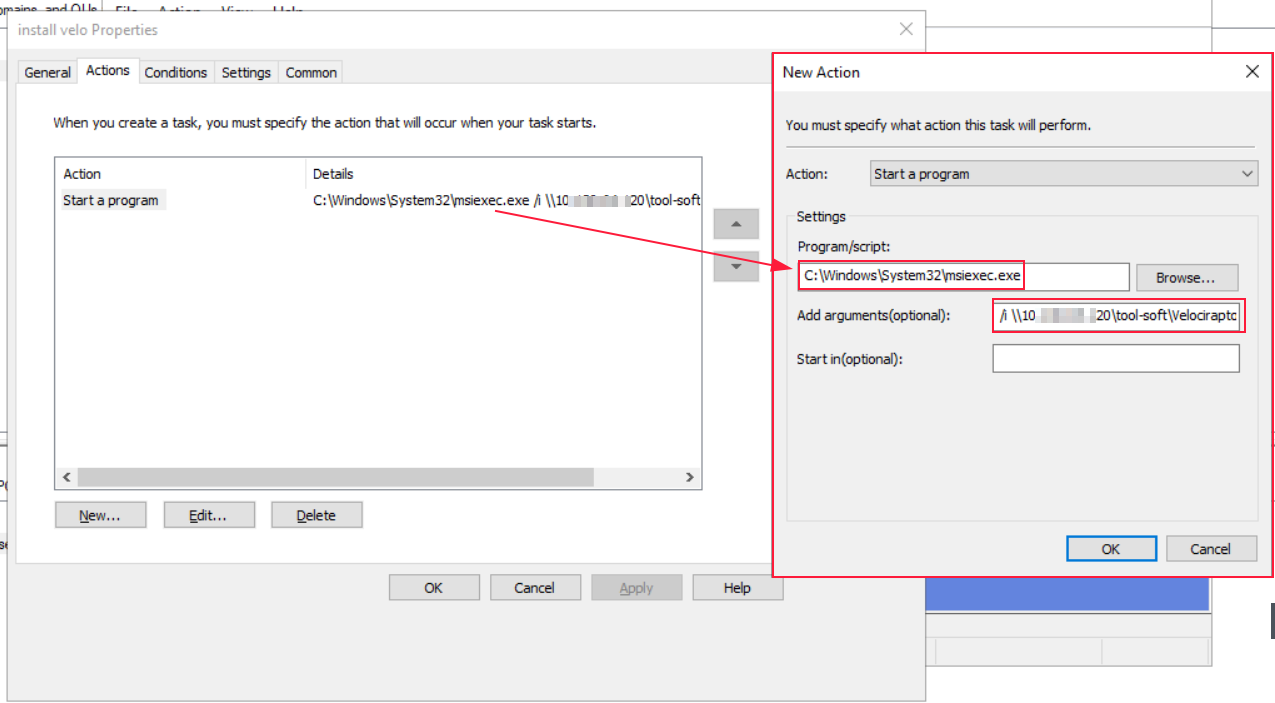 omains, and OUs File Action View Help
install velo Properties
General Actions Conditions Settings Common
When you create a task, you must specify the action that will occur when your task starts.
Action Details
Start a program C:\Windows\System32\msiexec.exe /i \\10 20\tool-soft
New... Edit... Delete
OK Cancel Apply Help
New Action
You must specify what action this task will perform.
Action: Start a program
Settings
Program/script:
C:\Windows\System32\msiexec.exe Browse...
Add arguments(optional): /i \\10 20\tool-soft\Velocirapto
Start in(optional):
OK Cancel